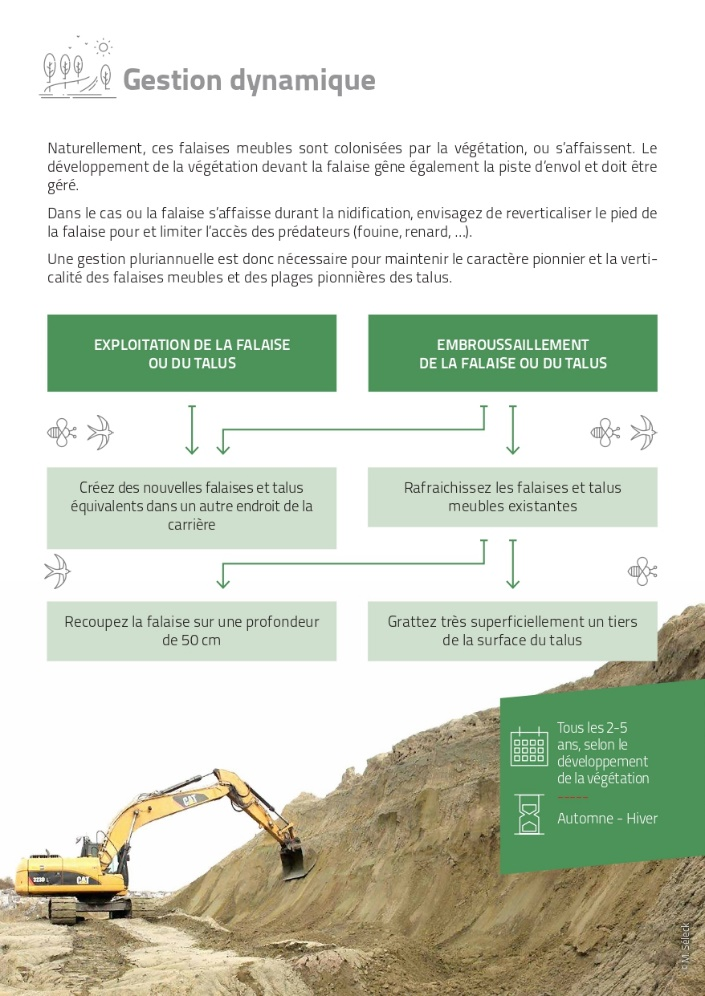 Gestion dynamique
Naturellement, ces falaises meubles sont colonisées par la végétation, ou s'affaissent. Le
développement de la végétation devant la falaise gêne également la piste d'envol et doit être
géré.
Dans le cas ou la falaise s'affaisse durant la nidification, envisagez de reverticaliser le pied de
la falaise pour et limiter l'accès des prédateurs (fouine, renard, ...).
Une gestion pluriannuelle est donc nécessaire pour maintenir le caractère pionnier et la verti-
calité des falaises meubles et des plages pionnières des talus.
EXPLOITATION DE LA FALAISE
OU DU TALUS
EMBROUSSAILLEMENT
DE LA FALAISE OU DU TALUS
Créez des nouvelles falaises et talus
équivalents dans un autre endroit de la
carrière
Rafraichissez les falaises et talus
meubles existantes
Recoupez la falaise sur une profondeur
de 50 cm
Grattez très superficiellement un tiers
de la surface du talus
Tous les 2-5
ans, selon le
développement
de la végétation
Automne - Hiver
CAT
CAT
M. Séleck